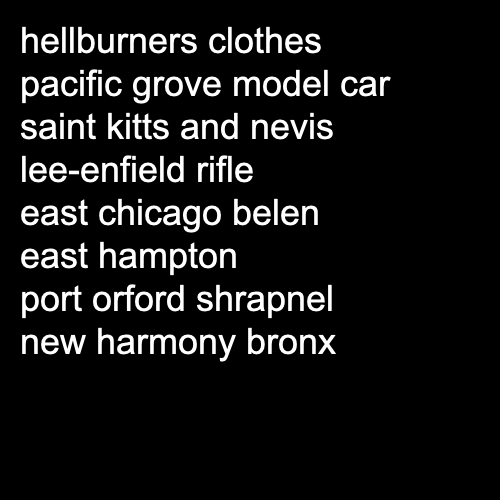 hellburners clothes
pacific grove model car
saint kitts and nevis
lee-enfield rifle
east chicago belen
east hampton
port orford shrapnel
new harmony bronx